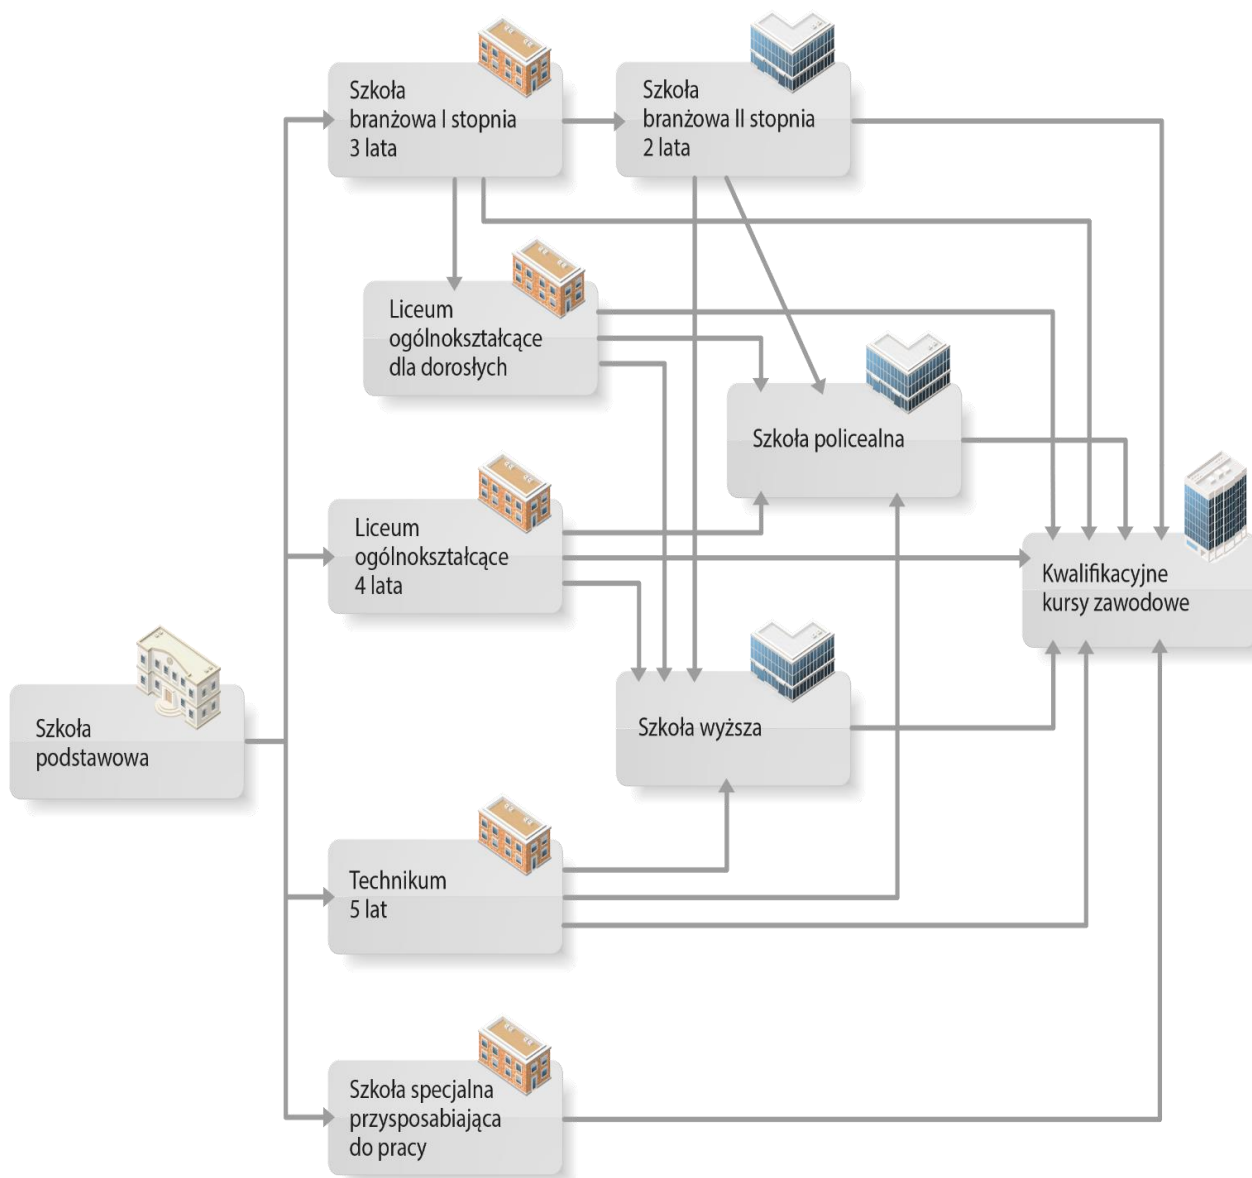 Szkoła
branżowa I stopnia
3 lata
Szkoła
branżowa II stopnia
2 lata
Liceum
ogólnokształcące
dla dorosłych
Szkoła policealna
Liceum
ogólnokształcące
4 lata
Kwalifikacyjne
kursy zawodowe
Szkoła
podstawowa
Szkoła wyższa
Technikum
5 lat
Szkoła specjalna
przysposabiająca
do pracy